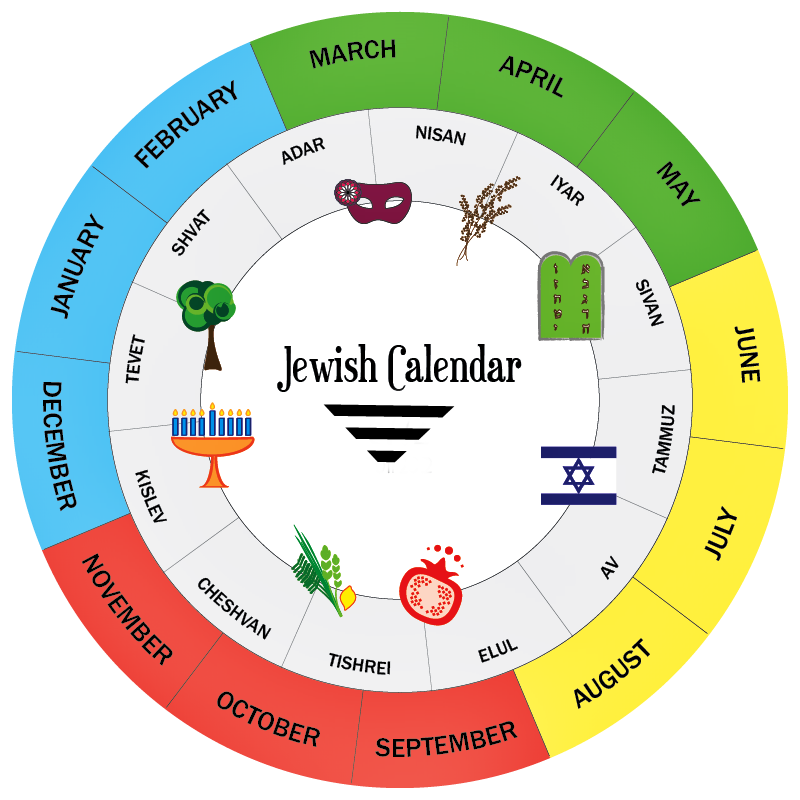 MARCH
APRIL
MAY
JUNE
JULY
AUGUST
SEPTEMBER
OCTOBER
NOVEMBER
DECEMBER
JANUARY
FEBRUARY
NISAN
IYAR
SIVAN
TAMMUZ
AV
ELUL
TISHREI
CHESHVAN
KISLEV
TEVET
SHVAT
ADAR
Jewish Calendar